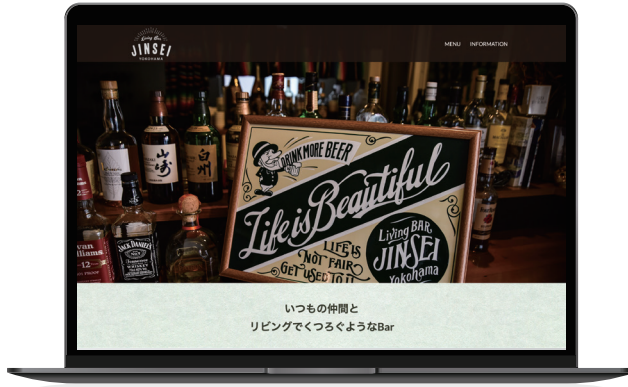 Living Bar
JINSEI
YOKOHAMA
MENU INFORMATION
山崎
白州
DRINK MORE BEER
Life is Beautiful
LIFE IS
NOT FAIR
GET USED TO IT
Living BAR
JINSEI
Yokohama
JACK DANIEL'S
12
いつもの仲間と
リビングでくつろぐようなBar